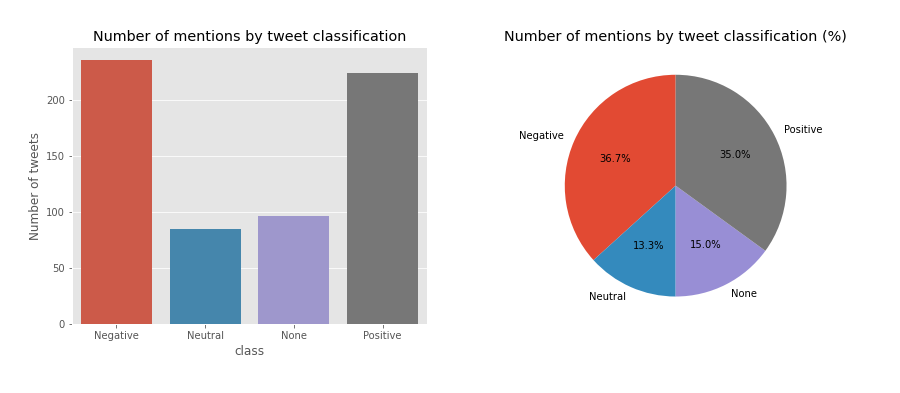 Number of mentions by tweet classification
Number of tweets
200
150
100
50
0
Negative
Neutral
None
Positive
class
Number of mentions by tweet classification (%)
Negative
36.7%
Positive
35.0%
Neutral
13.3%
None
15.0%